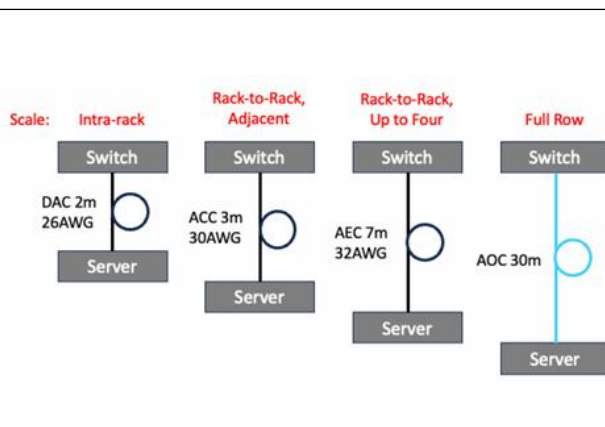 Scale:
Intra-rack
Rack-to-Rack,
Adjacent
Rack-to-Rack,
Up to Four
Full Row
Switch
Switch
Switch
Switch
DAC 2m
26AWG
ACC 3m
30AWG
AEC 7m
32AWG
AOC 30m
Server
Server
Server
Server